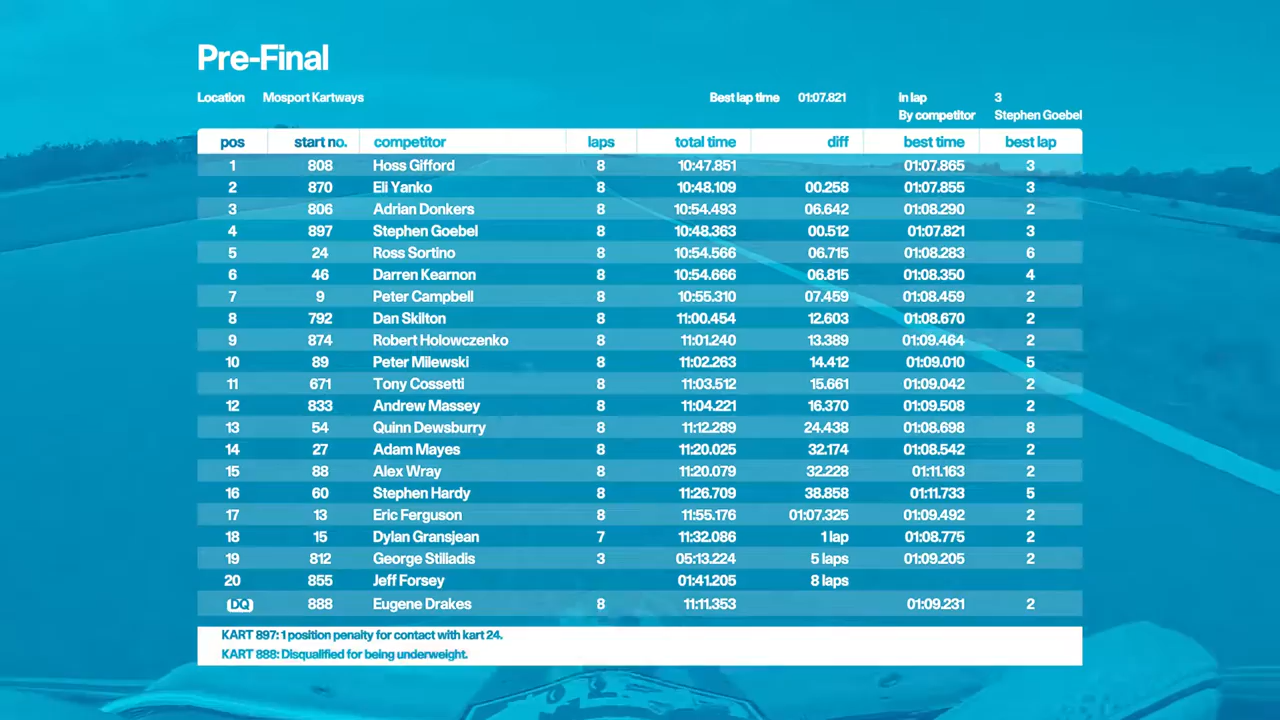 Pre-Final
Location Mosport Kartways Best lap time 01:07.821 in lap 3
By competitor Stephen Goebel
pos start no. competitor laps total time diff best time best lap
1 808 Hoss Gifford 8 10:47.851 01:07.865 3
2 870 Eli Yanko 8 10:48.109 00.258 01:07.855 3
3 806 Adrian Donkers 8 10:54.493 06.642 01:08.290 2
4 897 Stephen Goebel 8 10:48.363 00.512 01:07.821 3
5 24 Ross Sortino 8 10:54.566 06.715 01:08.283 6
6 46 Darren Kearnon 8 10:54.666 06.815 01:08.350 4
7 9 Peter Campbell 8 10:55.310 07.459 01:08.459 2
8 792 Dan Skilton 8 11:00.454 12.603 01:08.670 2
9 874 Robert Holowczenko 8 11:01.240 13.389 01:09.464 2
10 89 Peter Milewski 8 11:02.263 14.412 01:09.010 5
11 671 Tony Cossetti 8 11:03.512 15.661 01:09.042 2
12 833 Andrew Massey 8 11:04.221 16.370 01:09.508 2
13 54 Quinn Dewsburry 8 11:12.289 24.438 01:08.698 8
14 27 Adam Mayes 8 11:20.025 32.174 01:08.542 2
15 88 Alex Wray 8 11:20.079 32.228 01:11.163 2
16 60 Stephen Hardy 8 11:26.709 38.858 01:11.733 5
17 13 Eric Ferguson 8 11:55.176 01:07.325 01:09.492 2
18 15 Dylan Gransjean 7 11:32.086 1 lap 01:08.775 2
19 812 George Stilladis 3 05:13.224 5 laps 01:09.205 2
20 855 Jeff Forsey 01:41.205 8 laps
DQ 888 Eugene Drakes 8 11:11.353 01:09.231 2
KART 897: 1 position penalty for contact with kart 24.
KART 888: Disqualified for being underweight.